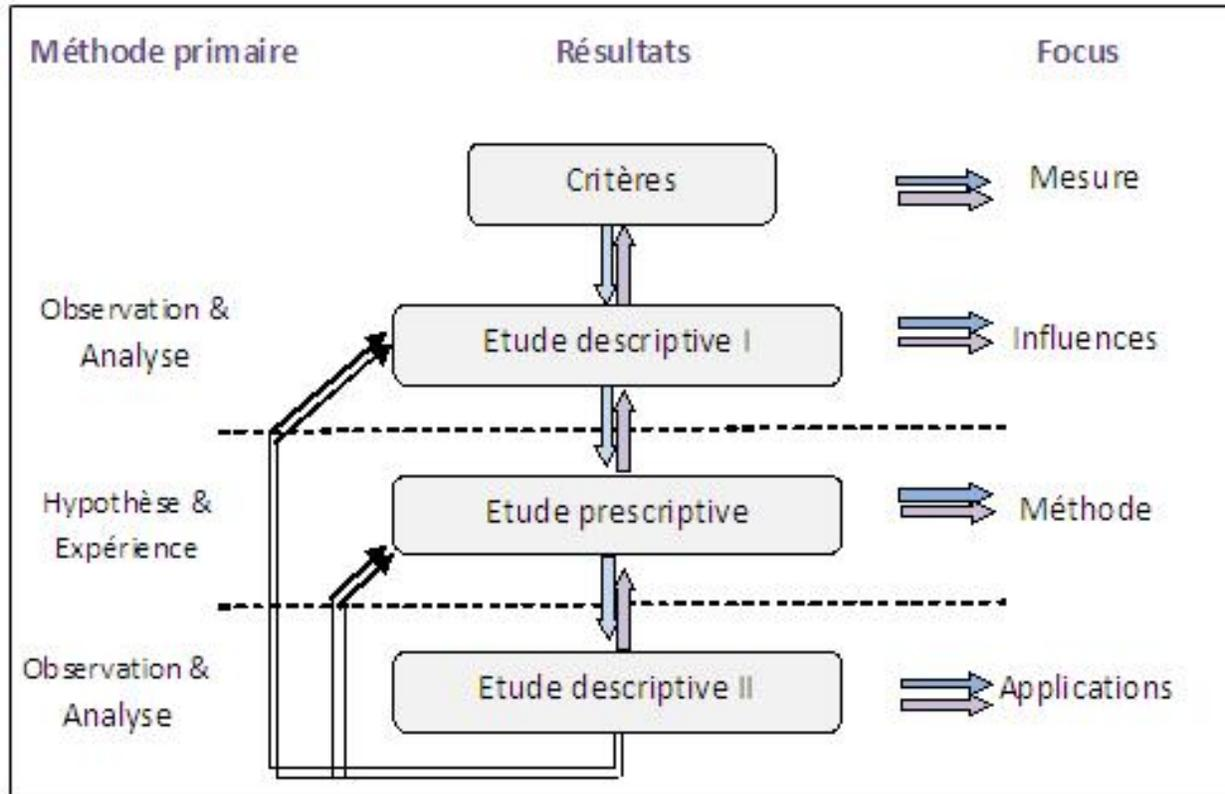 Méthode primaire Résultats Focus
Critères Mesure
Observation &
Analyse
Etude descriptive I Influences
Hypothèse &
Expérience
Etude prescriptive Méthode
Observation &
Analyse
Etude descriptive II Applications